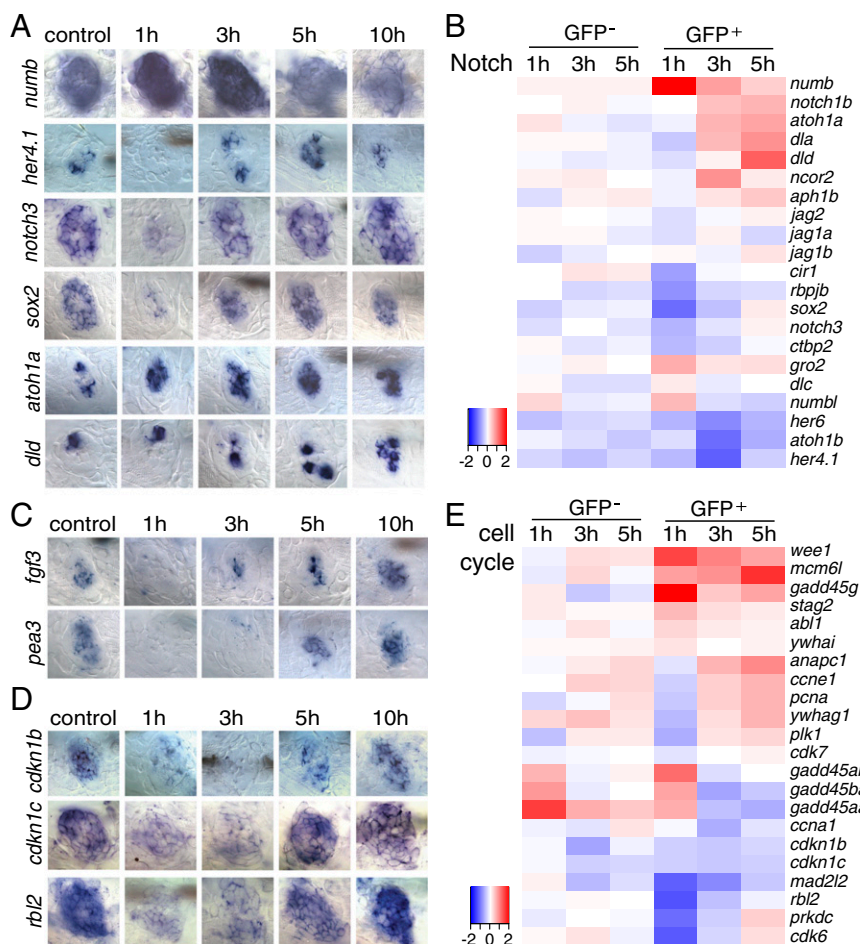 A
control 1h 3h 5h 10h
numb
her4.1
notch3
sox2
atoh1a
dld
B
GFP- GFP+
Notch 1h 3h 5h 1h 3h 5h
numb
notch1b
atoh1a
dla
dld
ncor2
aph1b
jag2
jag1a
jag1b
cir1
rbpjb
sox2
notch3
ctbp2
gro2
dlc
numbl
her6
atoh1b
her4.1
-2 0 2
C
control 1h 3h 5h 10h
fgf3
pea3
D
control 1h 3h 5h 10h
cdkn1b
cdkn1c
rbl2
E
GFP- GFP+
cell cycle 1h 3h 5h 1h 3h 5h
wee1
mcm6l
gadd45g
stag2
abl1
ywhai
anapc1
ccne1
pcna
ywhag1
plk1
cdk7
ccna1
cdkn1b
cdkn1c
mad2l2
rbl2
prkdc
cdk6
-2 0 2